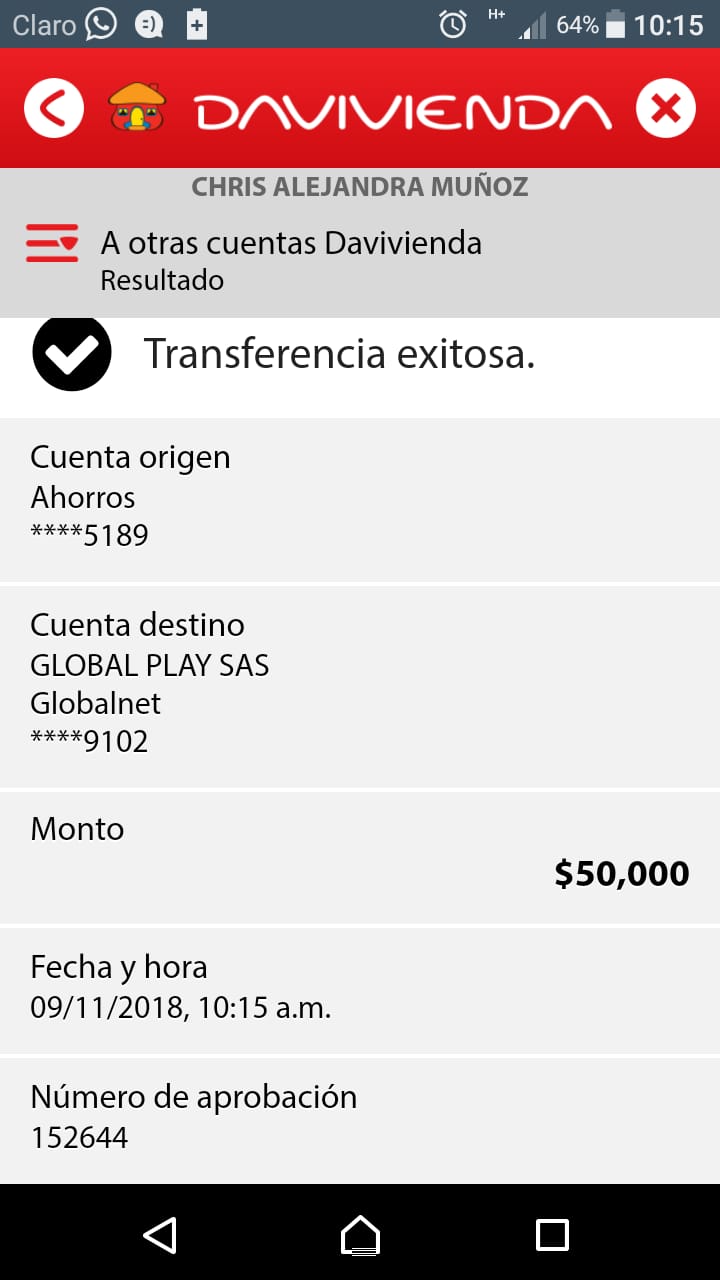 Claro H+ 64% 10:15
DAVIVIENDA
CHRIS ALEJANDRA MUÑOZ
A otras cuentas Davivienda
Resultado
Transferencia exitosa.
Cuenta origen
Ahorros
****5189
Cuenta destino
GLOBAL PLAY SAS
Globalnet
****9102
Monto
$50,000
Fecha y hora
09/11/2018, 10:15 a.m.
Número de aprobación
152644